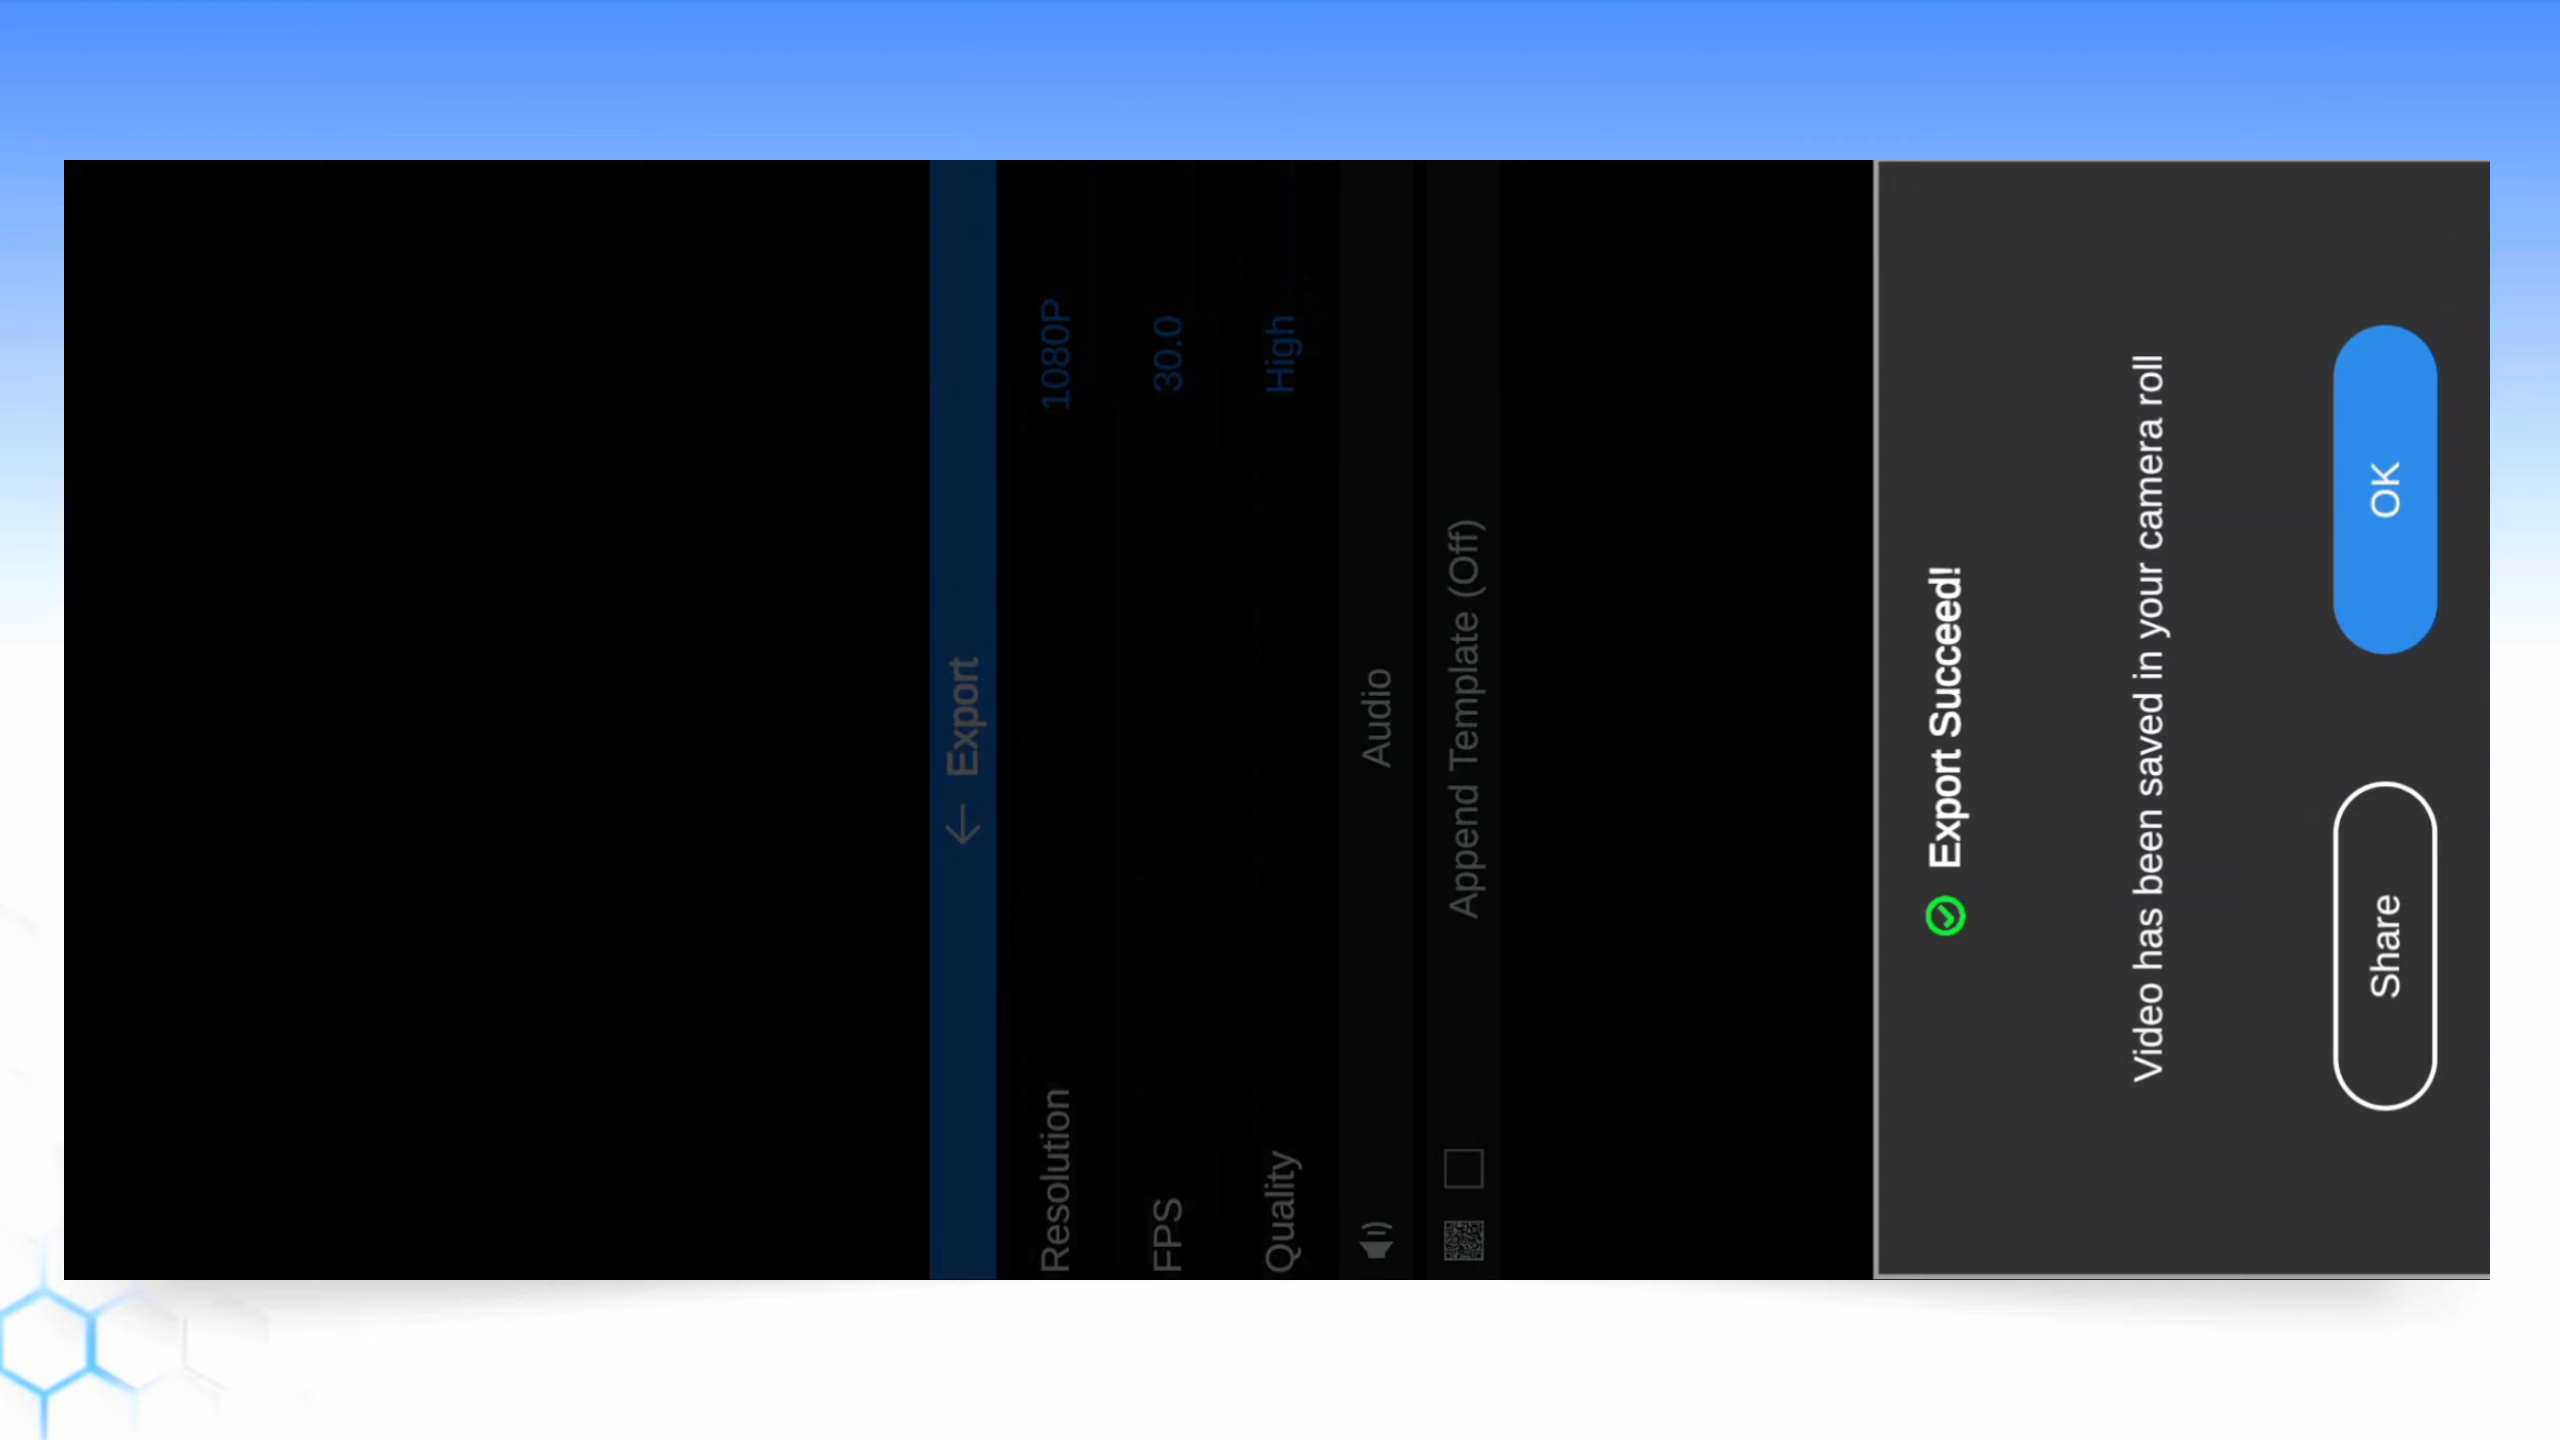 ← Export
Resolution 1080P
FPS 30.0
Quality High
Audio
Append Template (Off)
Export Succeed!
Video has been saved in your camera roll
Share OK